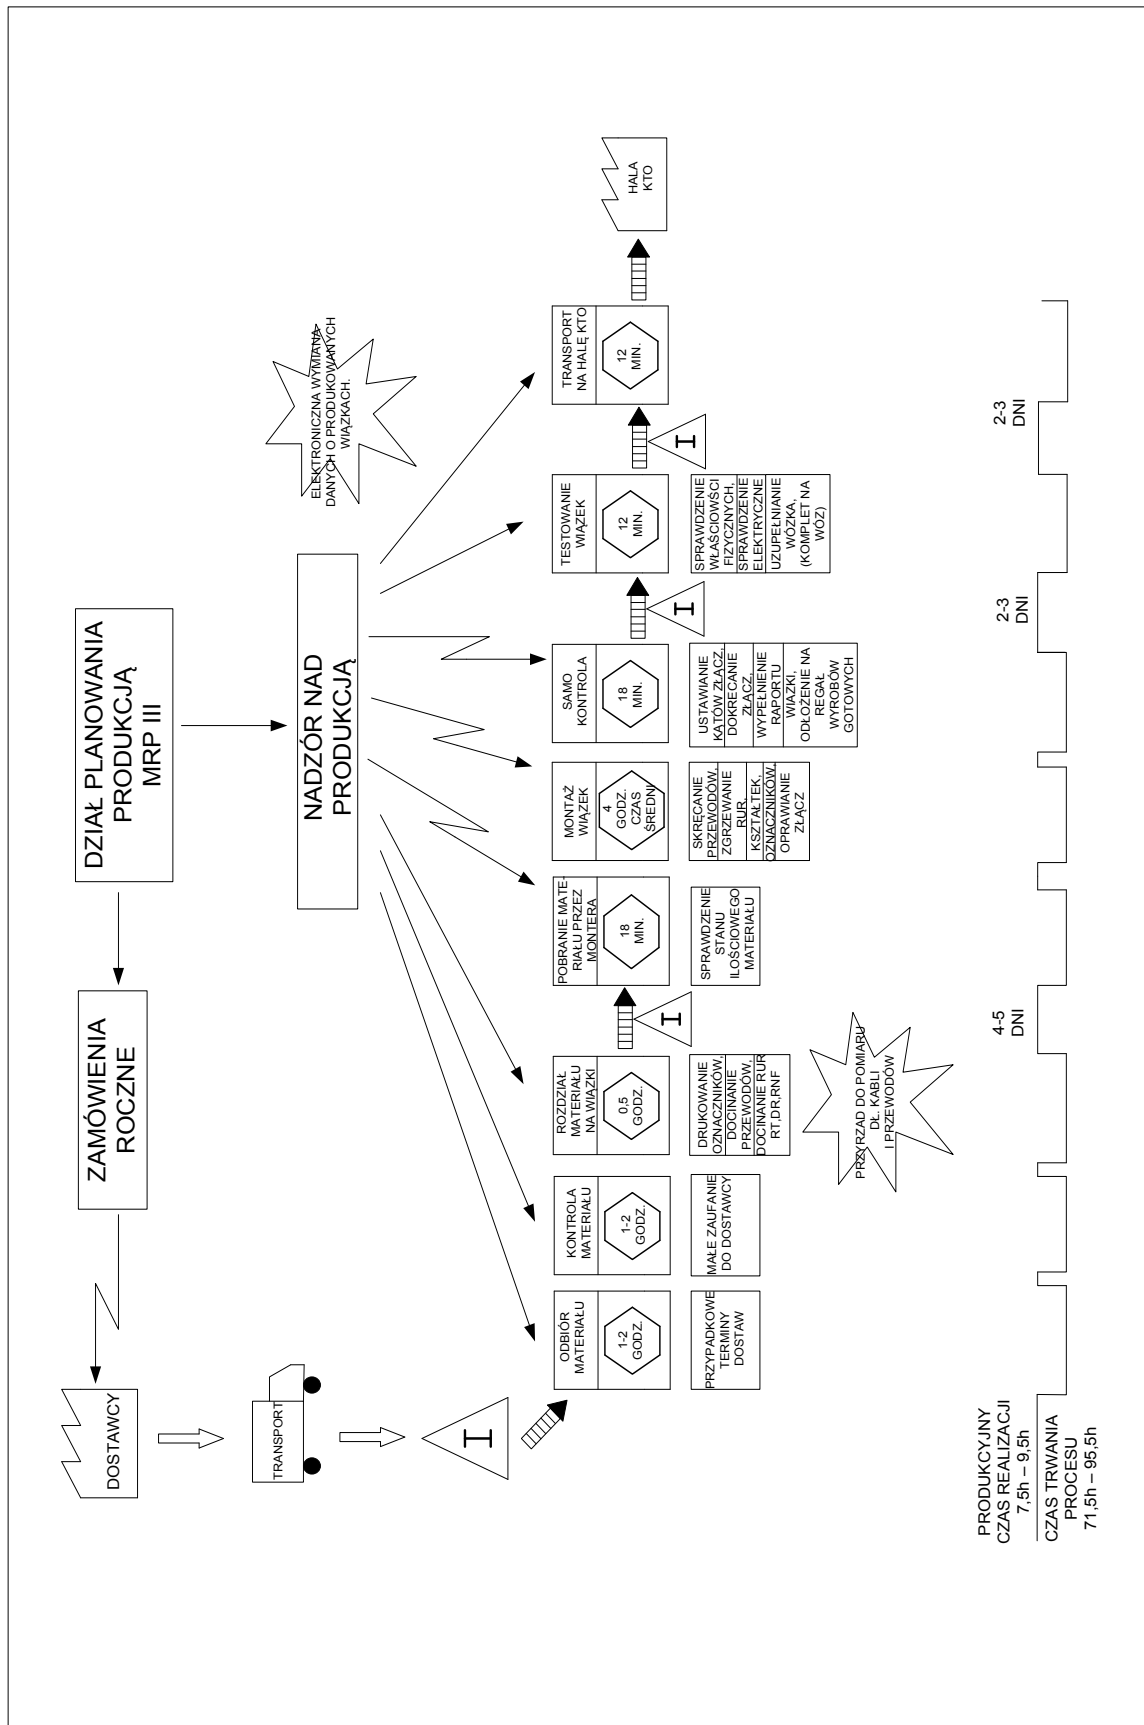 DOSTAWCY
ZAMÓWIENIA
ROCZNE
DZIAŁ PLANOWANIA
PRODUKCJĄ
MRP III
TRANSPORT
NADZÓR NAD
PRODUKCJĄ
ELEKTRONICZNA WYMIANA
DANYCH O PRODUKOWANYCH
WIĄZKACH.
I
ODBIÓR
MATERIAŁU
1-2
GODZ.
PRZYPADKOWE
TERMINY
DOSTAW
KONTROLA
MATERIAŁU
1-2
GODZ.
MAŁE ZAUFANIE
DO DOSTAWCY
ROZDZIAŁ
MATERIAŁU
NA WIĄZKI
0,5
GODZ.
DRUKOWANIE
OZNACZNIKÓW,
DOCINANIE
PRZEWODÓW,
DOCINANIE RUR
RT,DR,RNF
PRZYRZAD DO POMIARU
DŁ. KABLI
I PRZEWODÓW
I
POBRANIE MATE-
RIAŁU PRZEZ
MONTERA
18
MIN.
SPRAWDZENIE
STANU
ILOŚCIOWEGO
MATERIAŁU
MONTAŻ
WIĄZEK
4
GODZ.
CZAS
ŚREDNI
SKRĘCANIE
PRZEWODÓW,
ZGRZEWANIE
RUR,
KSZTAŁTEK,
OZNACZNIKÓW,
OPRAWIANIE
ZŁĄCZ
SAMO
KONTROLA
18
MIN.
USTAWIANIE
KĄTÓW ZŁĄCZ,
DOKRECANIE
ZŁĄCZ,
WYPEŁNIENIE
RAPORTU
WIAZKI,
ODŁOŻENIE NA
REGAŁ
WYROBÓW
GOTOWYCH
I
TESTOWANIE
WIĄZEK
12
MIN.
SPRAWDZENIE
WŁAŚCIOWŚCI
FIZYCZNYCH,
SPRAWDZENIE
ELEKTRYCZNE
UZUPEŁNIANIE
WÓZKA,
(KOMPLET NA
WÓZ)
I
TRANSPORT
NA HALĘ KTO
12
MIN.
HALA
KTO
PRODUKCYJNY
CZAS REALIZACJI
7,5h – 9,5h
CZAS TRWANIA
PROCESU
71,5h – 95,5h
4-5
DNI
2-3
DNI
2-3
DNI